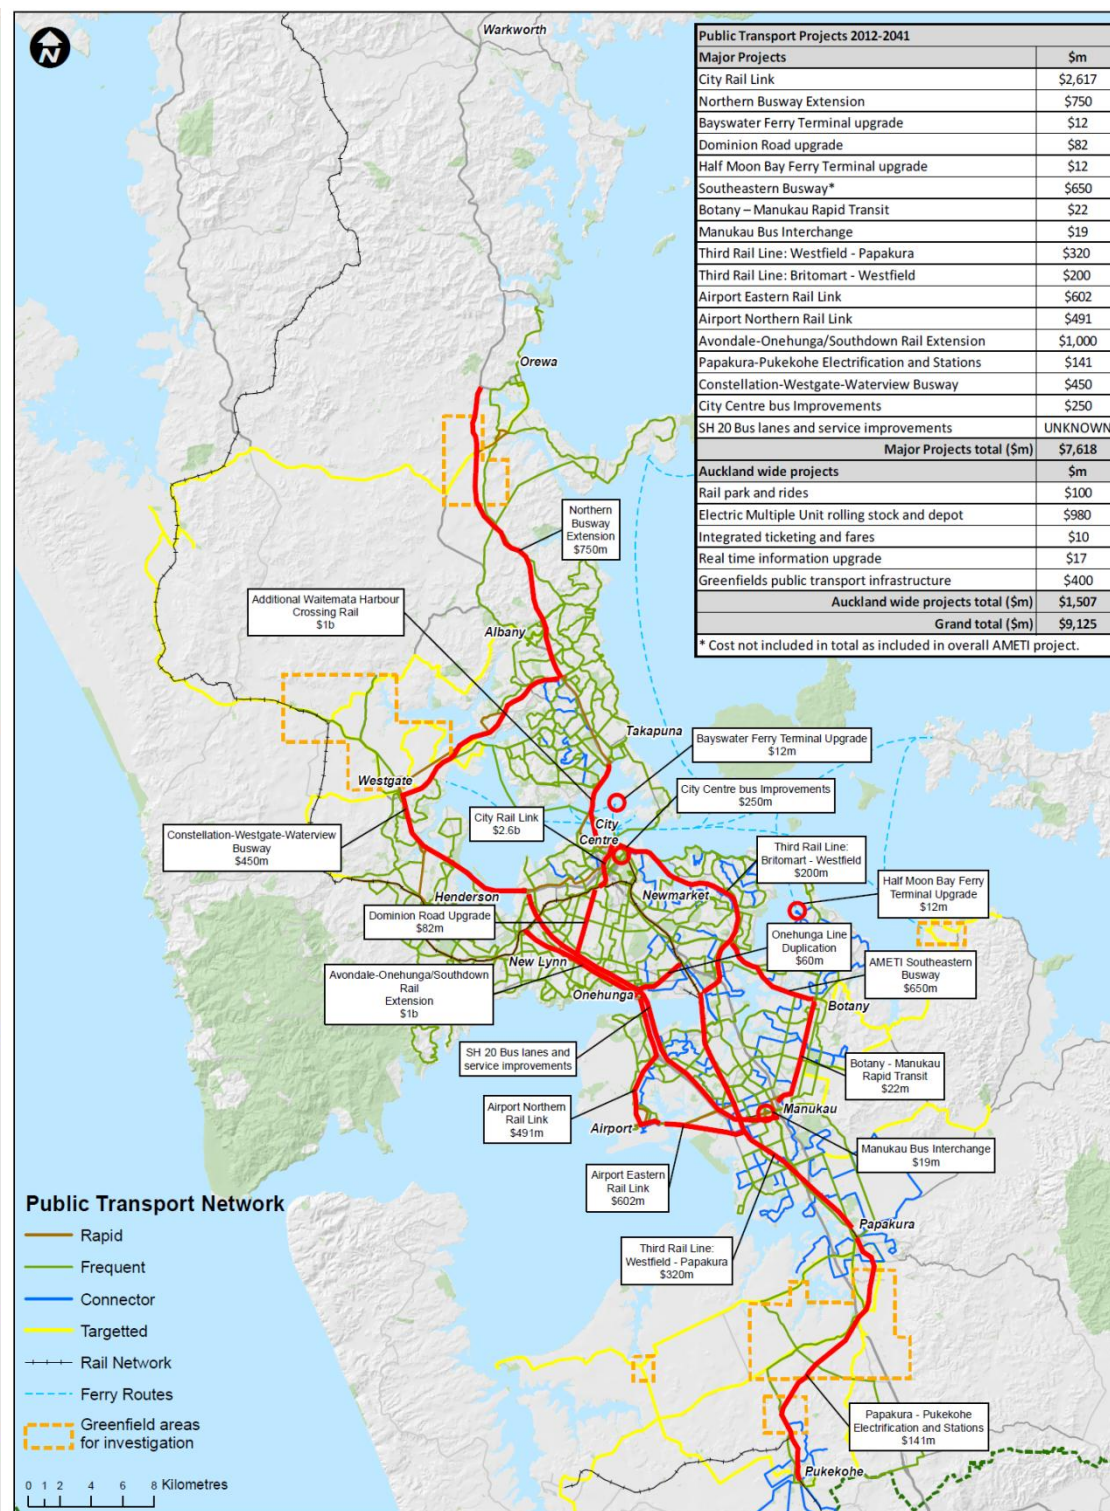 N
Warkworth
Public Transport Projects 2012-2041
Major Projects $m
City Rail Link $2,617
Northern Busway Extension $750
Bayswater Ferry Terminal upgrade $12
Dominion Road upgrade $82
Half Moon Bay Ferry Terminal upgrade $12
Southeastern Busway* $650
Botany – Manukau Rapid Transit $22
Manukau Bus Interchange $19
Third Rail Line: Westfield - Papakura $320
Third Rail Line: Britomart - Westfield $200
Airport Eastern Rail Link $602
Airport Northern Rail Link $491
Avondale-Onehunga/Southdown Rail Extension $1,000
Papakura-Pukekohe Electrification and Stations $141
Constellation-Westgate-Waterview Busway $450
City Centre bus Improvements $250
SH 20 Bus lanes and service improvements UNKNOWN
Major Projects total ($m) $7,618
Auckland wide projects $m
Rail park and rides $100
Electric Multiple Unit rolling stock and depot $980
Integrated ticketing and fares $10
Real time information upgrade $17
Greenfields public transport infrastructure $400
Auckland wide projects total ($m) $1,507
Grand total ($m) $9,125
* Cost not included in total as included in overall AMETI project.
Orewa
Northern
Busway
Extension
$750m
Additional Waitemata Harbour
Crossing Rail
$1b
Albany
Takapuna
Bayswater Ferry Terminal Upgrade
$12m
Westgate
City Centre bus Improvements
$250m
City Rail Link
$2.6b
City
Centre
Constellation-Westgate-Waterview
Busway
$450m
Third Rail Line:
Britomart - Westfield
$200m
Half Moon Bay Ferry
Terminal Upgrade
$12m
Henderson
Newmarket
Dominion Road Upgrade
$82m
Onehunga Line
Duplication
$60m
New Lynn
AMETI Southeastern
Busway
$650m
Avondale-Onehunga/Southdown
Rail
Extension
$1b
Onehunga
Botany
SH 20 Bus lanes and
service improvements
Botany - Manukau
Rapid Transit
$22m
Airport Northern
Rail Link
$491m
Airport
Manukau
Manukau Bus Interchange
$19m
Airport Eastern
Rail Link
$602m
Papakura
Third Rail Line:
Westfield - Papakura
$320m
Papakura - Pukekohe
Electrification and Stations
$141m
Pukekohe
Public Transport Network
Rapid
Frequent
Connector
Targetted
Rail Network
Ferry Routes
Greenfield areas
for investigation
0 1 2 4 6 8 Kilometres